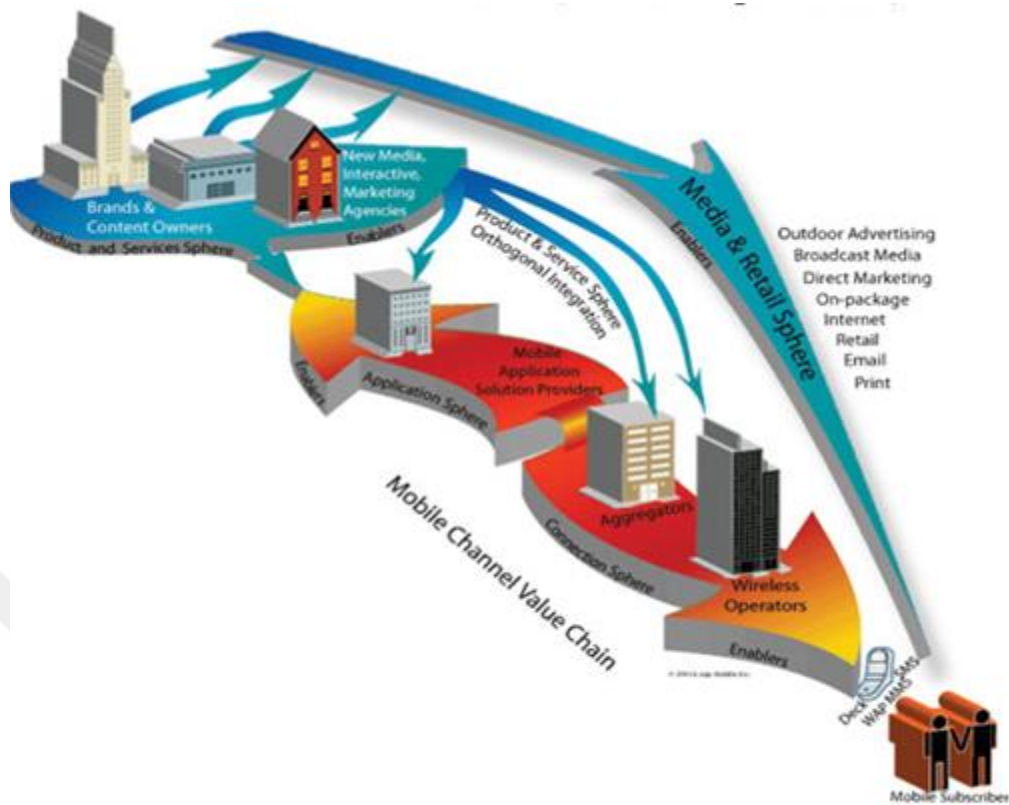 Brands &
Content Owners
Product and Services Sphere
New Media,
Interactive,
Marketing
Agencies
Enablers
Product & Service Sphere
Orthogonal Integration
Media & Retail Sphere
Enablers
Outdoor Advertising
Broadcast Media
Direct Marketing
On-package
Internet
Retail
Email
Print
Enablers
Application Sphere
Mobile
Application
Solution Providers
Mobile Channel Value Chain
Aggregators
Connection Sphere
Wireless
Operators
Enablers
Deck
WAP MMS
SMS
Mobile Subscriber